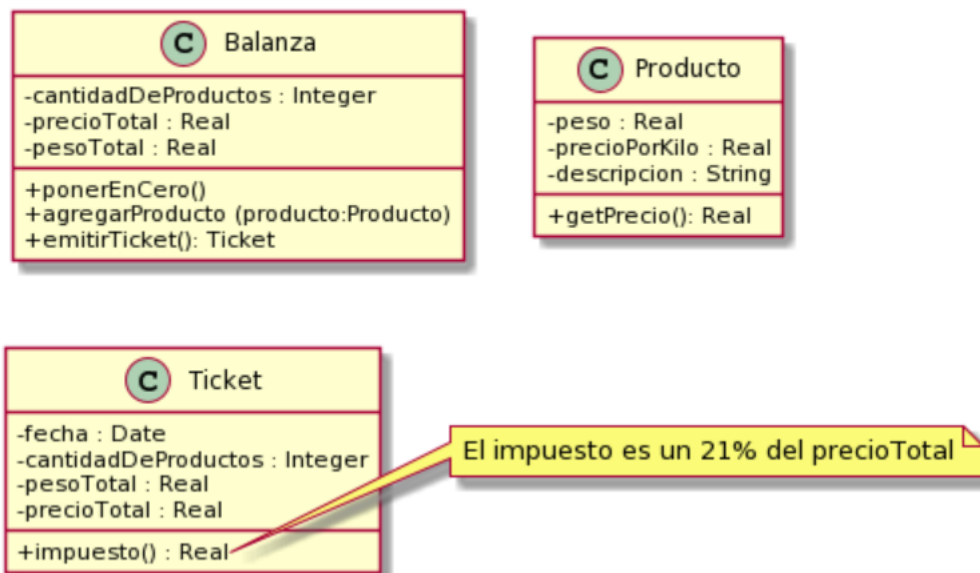 C Balanza
-cantidadDeProductos : Integer
-precioTotal : Real
-pesoTotal : Real
+ponerEnCero()
+agregarProducto (producto:Producto)
+emitirTicket(): Ticket
C Producto
-peso : Real
-precioPorKilo : Real
-descripcion : String
+getPrecio(): Real
C Ticket
-fecha : Date
-cantidadDeProductos : Integer
-pesoTotal : Real
-precioTotal : Real
+impuesto() : Real
El impuesto es un 21% del precioTotal